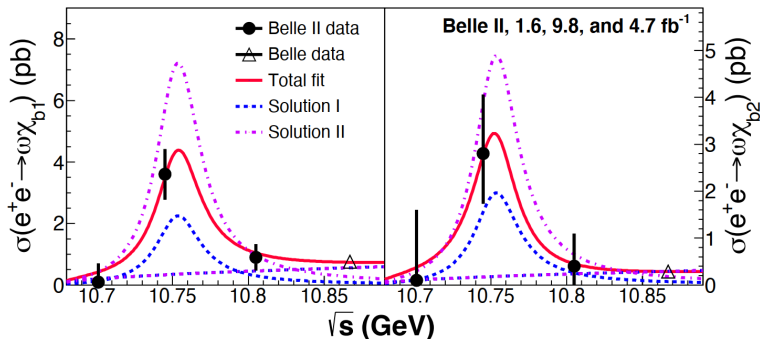 σ(e⁺e⁻→ωχ_b1) (pb)
8
6
4
2
0
Belle II data
Belle data
Total fit
Solution I
Solution II
10.7 10.75 10.8 10.85
Belle II, 1.6, 9.8, and 4.7 fb⁻¹
10.7 10.75 10.8 10.85
5
4
3
2
1
0
σ(e⁺e⁻→ωχ_b2) (pb)
√s (GeV)